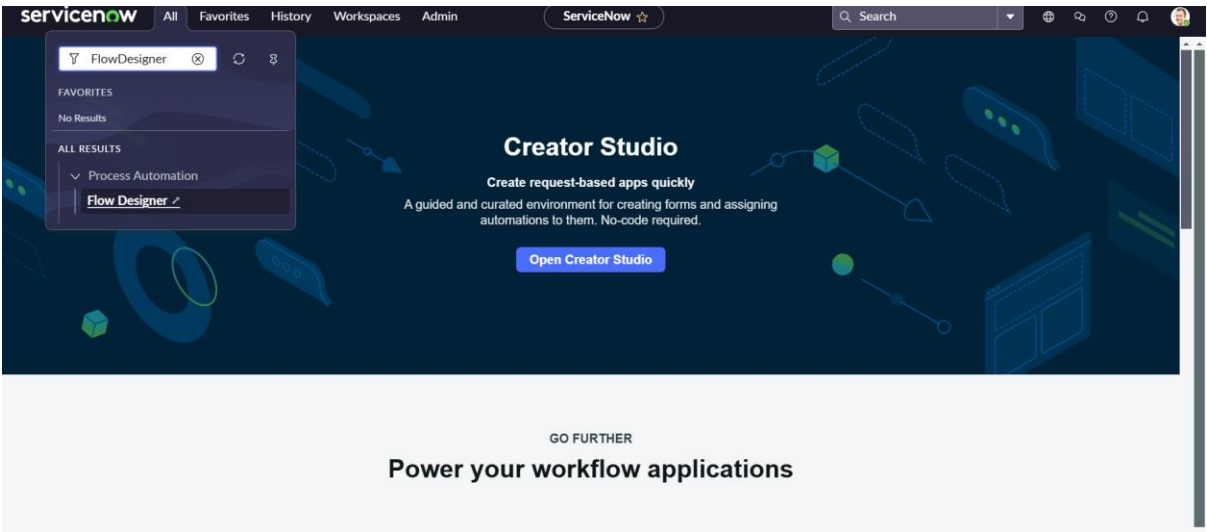 servicenow All Favorites History Workspaces Admin ServiceNow Search
FlowDesigner
FAVORITES
No Results
ALL RESULTS
Process Automation
Flow Designer
Creator Studio
Create request-based apps quickly
A guided and curated environment for creating forms and assigning
automations to them. No-code required.
Open Creator Studio
GO FURTHER
Power your workflow applications